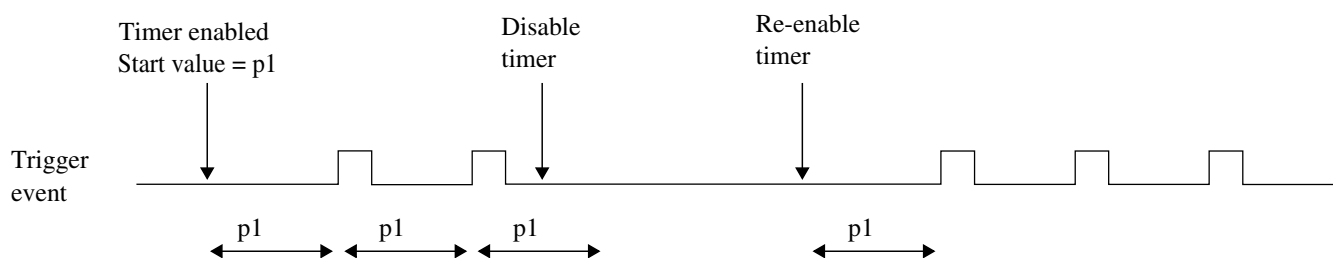 Timer enabled
Start value = p1
Disable
timer
Re-enable
timer
Trigger
event
p1
p1
p1
p1